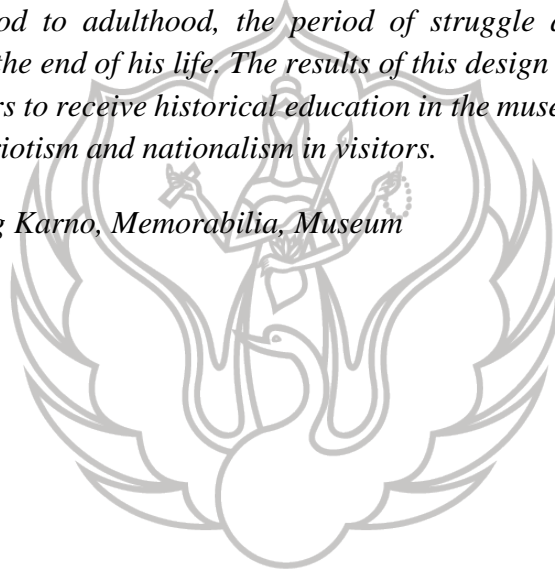 od to adulthood, the period of struggle
the end of his life. The results of this design
rs to receive historical education in the muse
riotism and nationalism in visitors.
g Karno, Memorabilia, Museum